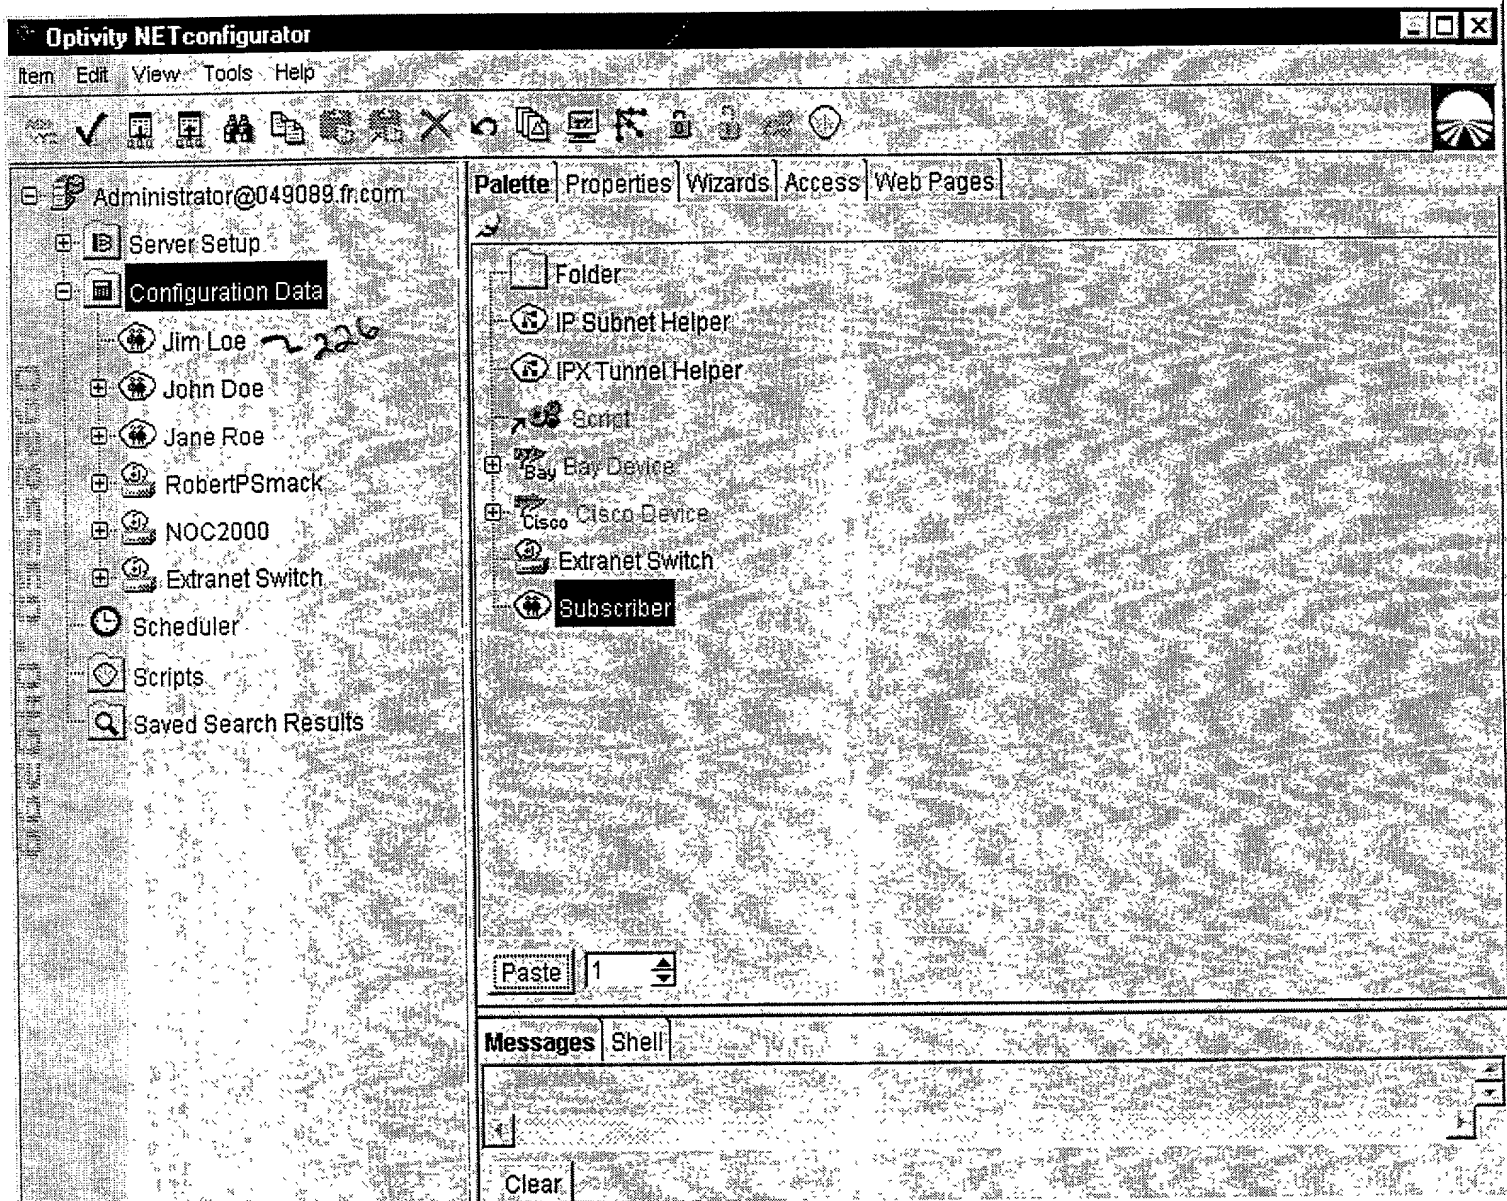 Optivity NETconfigurator
Item Edit View Tools Help
Administrator@049089.fr.com
Server Setup
Configuration Data
Jim Loe 226
John Doe
Jane Roe
RobertPSmack
NOC2000
Extranet Switch
Scheduler
Scripts
Saved Search Results
Palette Properties Wizards Access Web Pages
Folder
IP Subnet Helper
IPX Tunnel Helper
Script
Bay Bay Device
Cisco Cisco Device
Extranet Switch
Subscriber
Paste 1
Messages Shell
Clear